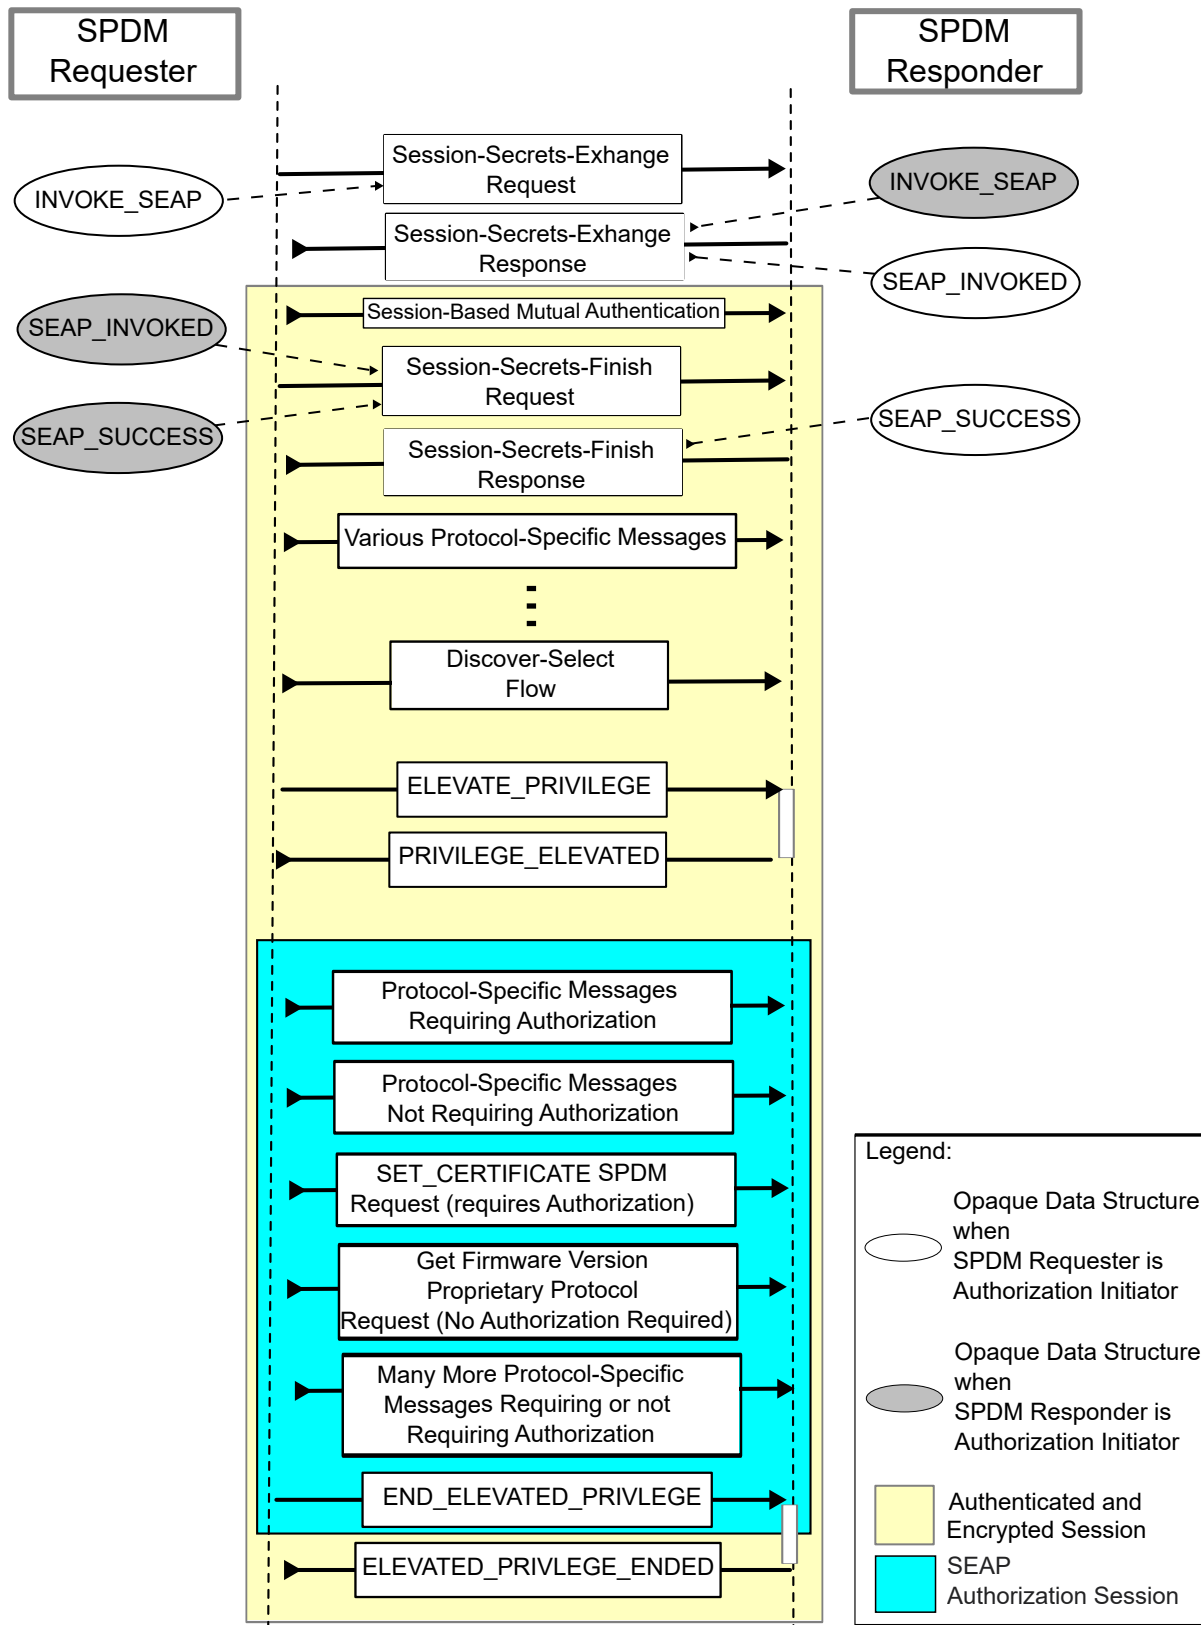 SPDM
Requester
SPDM
Responder
Session-Secrets-Exhange
Request
INVOKE_SEAP
INVOKE_SEAP
Session-Secrets-Exhange
Response
SEAP_INVOKED
Session-Based Mutual Authentication
SEAP_INVOKED
Session-Secrets-Finish
Request
SEAP_SUCCESS
SEAP_SUCCESS
Session-Secrets-Finish
Response
Various Protocol-Specific Messages
Discover-Select
Flow
ELEVATE_PRIVILEGE
PRIVILEGE_ELEVATED
Protocol-Specific Messages
Requiring Authorization
Protocol-Specific Messages
Not Requiring Authorization
SET_CERTIFICATE SPDM
Request (requires Authorization)
Get Firmware Version
Proprietary Protocol
Request (No Authorization Required)
Many More Protocol-Specific
Messages Requiring or not
Requiring Authorization
END_ELEVATED_PRIVLEGE
ELEVATED_PRIVLEGE_ENDED
Legend:
Opaque Data Structure
when
SPDM Requester is
Authorization Initiator
Opaque Data Structure
when
SPDM Responder is
Authorization Initiator
Authenticated and
Encrypted Session
SEAP
Authorization Session